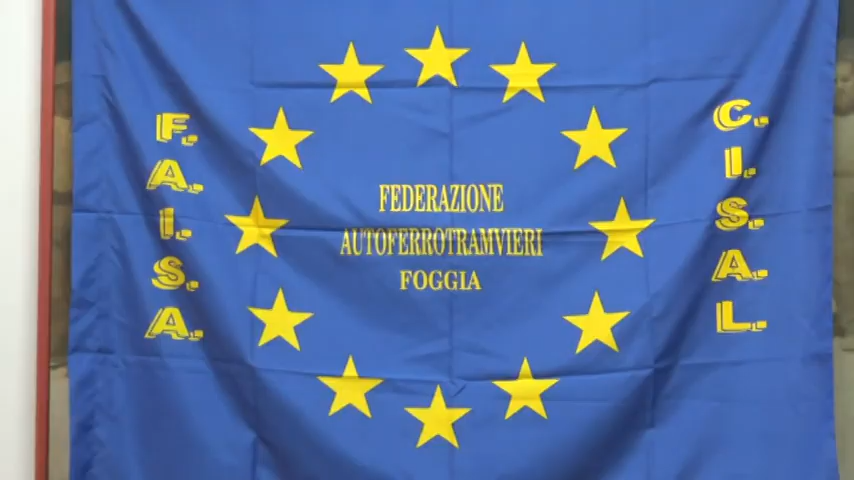 F.A.I.S.A.
FEDERAZIONE
AUTOFERROTRAMVIERI
FOGGIA
C.I.S.A.L.